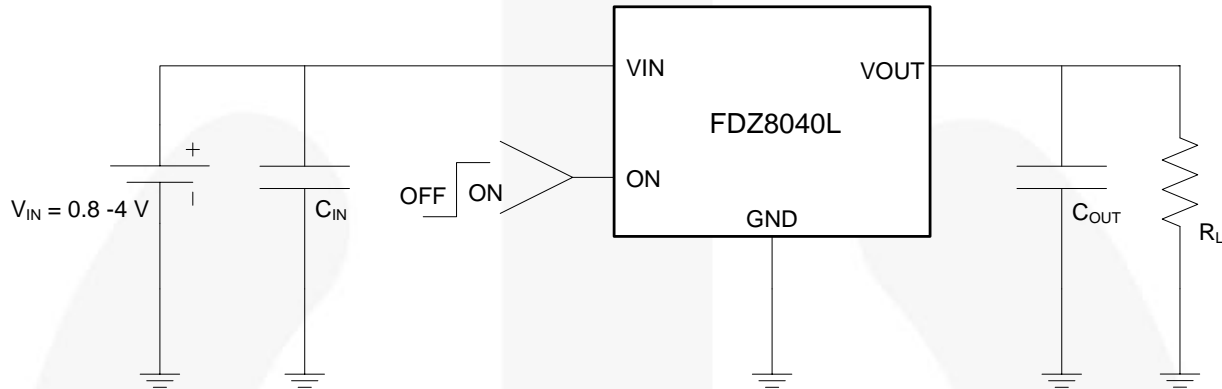 VIN
VOUT
FDZ8040L
+
OFF
ON
ON
V_IN = 0.8 -4 V
C_IN
GND
C_OUT
R_L